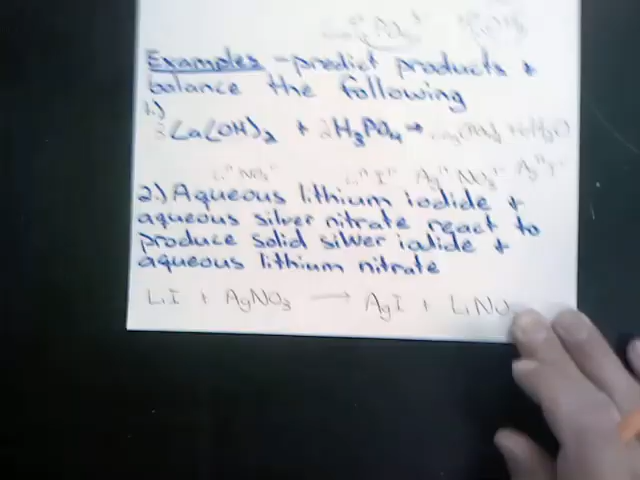 Examples - predict products +
balance the following
1.)
3Ca(OH)2 + 2H3PO4 →
2.) Aqueous lithium iodide +
aqueous silver nitrate react to
produce solid silver iodide +
aqueous lithium nitrate
LiI + AgNO3 → AgI + LiNO